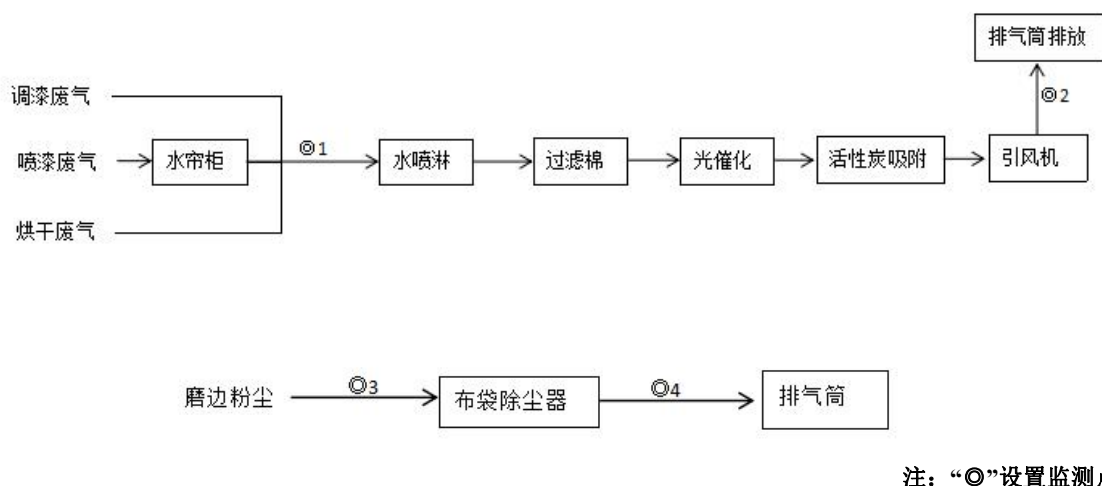 排气筒排放
◎2
调漆废气
喷漆废气
水帘柜
◎1
水喷淋
过滤棉
光催化
活性炭吸附
引风机
烘干废气
磨边粉尘
◎3
布袋除尘器
◎4
排气筒
注：“◎”设置监测